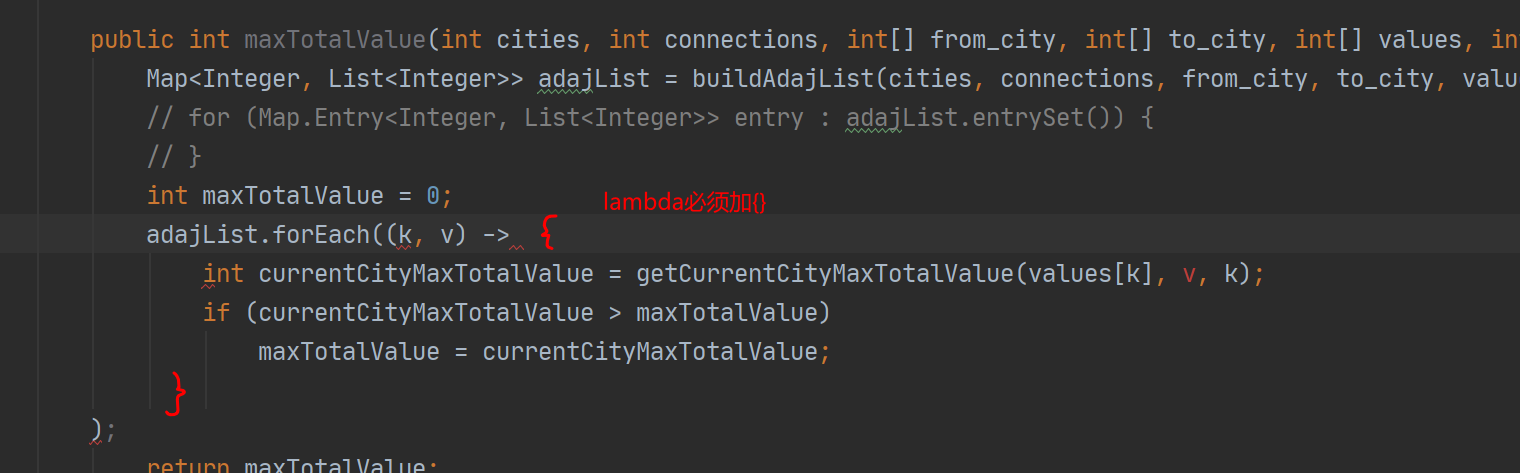 public int maxTotalValue(int cities, int connections, int[] from_city, int[] to_city, int[] values, in
Map<Integer, List<Integer>> adajList = buildAdajList(cities, connections, from_city, to_city, valu
// for (Map.Entry<Integer, List<Integer>> entry : adajList.entrySet()) {
// }
int maxTotalValue = 0;
lambda必须加{}
adajList.forEach((k, v) -> {
int currentCityMaxTotalValue = getCurrentCityMaxTotalValue(values[k], v, k);
if (currentCityMaxTotalValue > maxTotalValue)
maxTotalValue = currentCityMaxTotalValue;
}
);
return maxTotalValue;